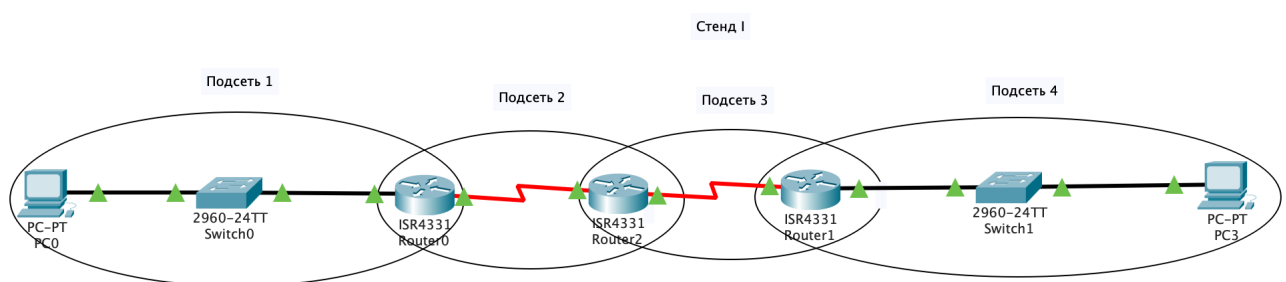 Стенд I
Подсеть 1
Подсеть 2
Подсеть 3
Подсеть 4
PC-PT
PC0
2960-24TT
Switch0
ISR4331
Router0
ISR4331
Router2
ISR4331
Router1
2960-24TT
Switch1
PC-PT
PC3